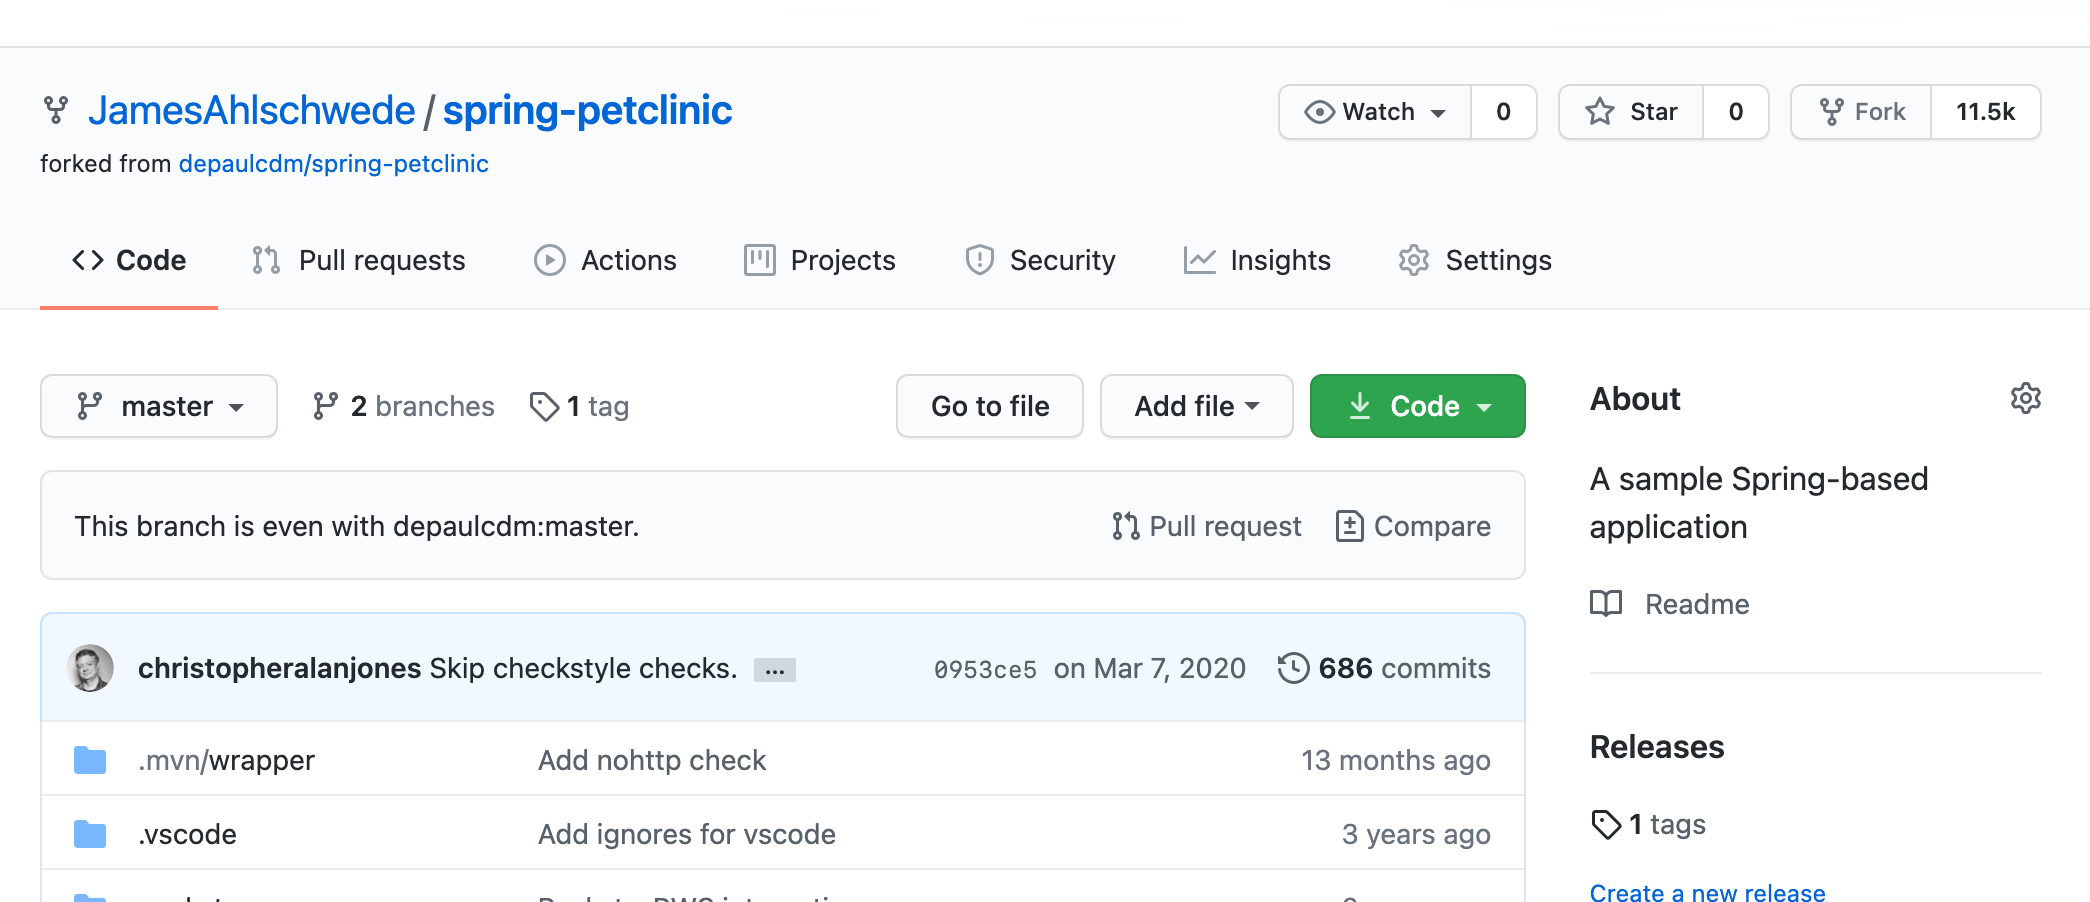 JamesAhlschwede / spring-petclinic
Watch 0 Star 0 Fork 11.5k
forked from depaulcdm/spring-petclinic
Code Pull requests Actions Projects Security Insights Settings
master 2 branches 1 tag Go to file Add file Code
This branch is even with depaulcdm:master. Pull request Compare
christopheralanjones Skip checkstyle checks. ... 0953ce5 on Mar 7, 2020 686 commits
.mvn/wrapper Add nohttp check 13 months ago
.vscode Add ignores for vscode 3 years ago
About
A sample Spring-based
application
Readme
Releases
1 tags
Create a new release